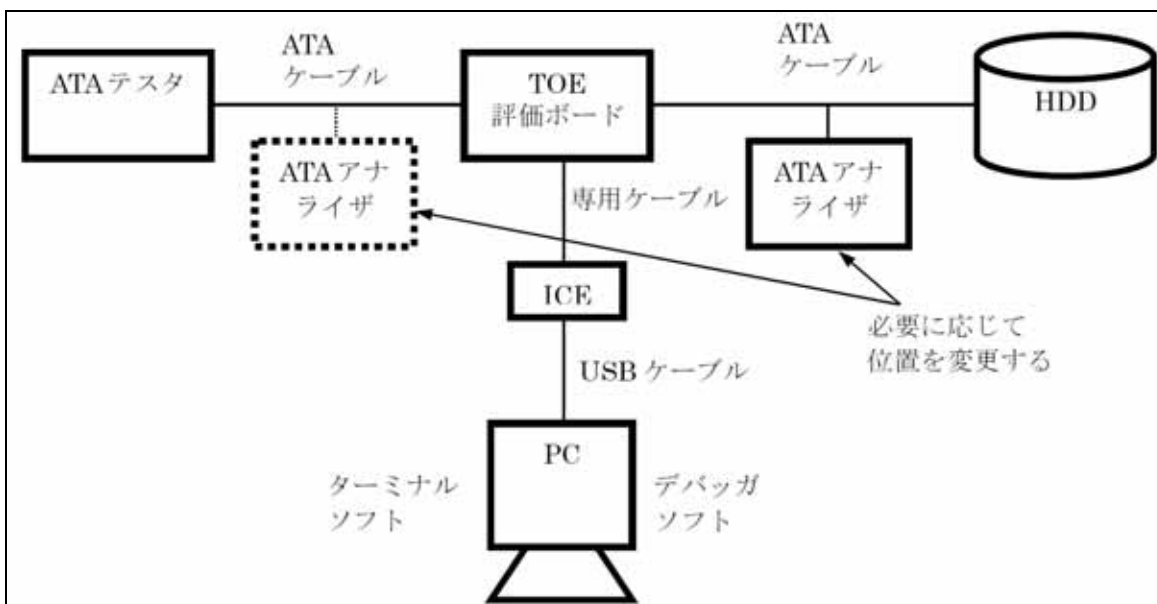 ATA
ケーブル
ATA
ケーブル
ATAテスタ
TOE
評価ボード
HDD
ATAアナ
ライザ
ATAアナ
ライザ
専用ケーブル
ICE
必要に応じて
位置を変更する
USBケーブル
PC
ターミナル
ソフト
デバッガ
ソフト